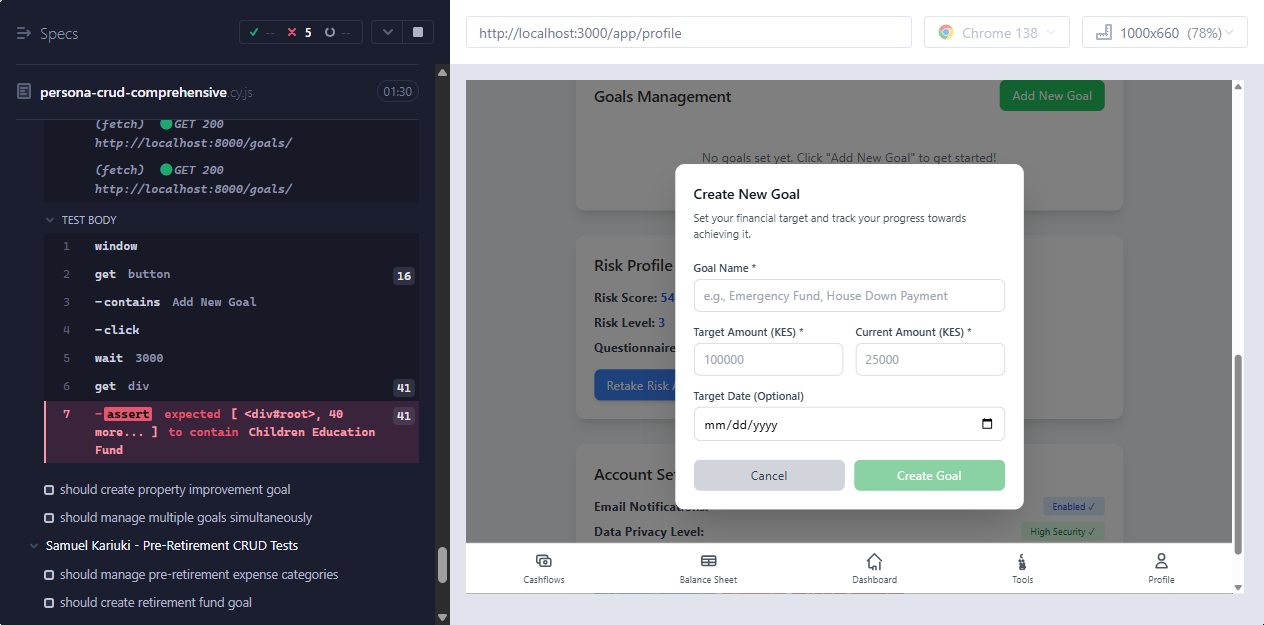 Specs
-- 5 --
persona-crud-comprehensive.cy.js
01:30
(fetch) GET 200
http://localhost:8000/goals/
(fetch) GET 200
http://localhost:8000/goals/
TEST BODY
1 window
2 get button 16
3 -contains Add New Goal
4 -click
5 wait 3000
6 get div 41
7 -assert expected [ <div#root>, 40 41
more... ] to contain Children Education
Fund
should create property improvement goal
should manage multiple goals simultaneously
Samuel Kariuki - Pre-Retirement CRUD Tests
should manage pre-retirement expense categories
should create retirement fund goal
http://localhost:3000/app/profile
Chrome 138
1000x660 (78%)
Goals Management
Add New Goal
No goals set yet. Click "Add New Goal" to get started!
Create New Goal
Set your financial target and track your progress towards
achieving it.
Goal Name *
e.g., Emergency Fund, House Down Payment
Target Amount (KES) *
Current Amount (KES) *
100000
25000
Target Date (Optional)
mm/dd/yyyy
Cancel
Create Goal
Risk Profile
Risk Score: 54
Risk Level: 3
Questionnaire
Retake Risk A
Account Se
Email Notifications:
Enabled ✓
Data Privacy Level:
High Security ✓
Cashflows
Balance Sheet
Dashboard
Tools
Profile